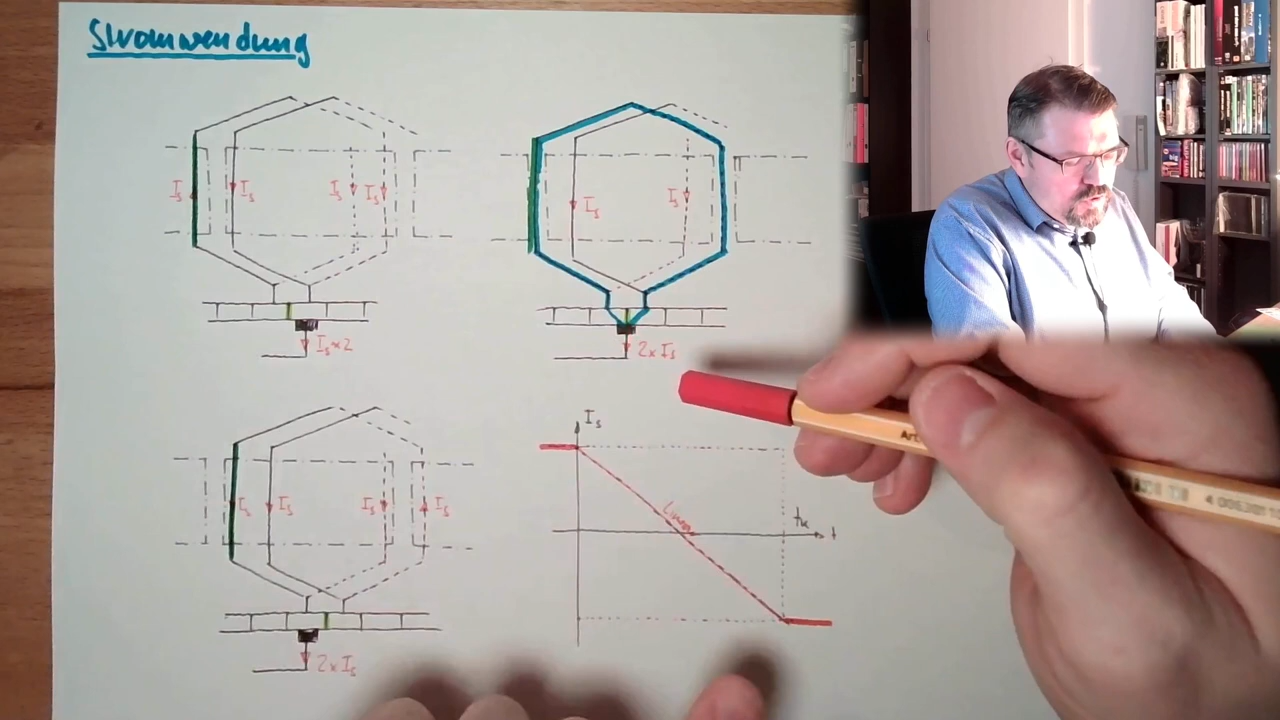 Stromwendung
Is Is Is Is
Is×2
Is Is
2×Is
Is Is Is Is
2×Is
Is
Linear
tk
t